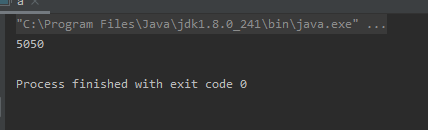 a
"C:\Program Files\Java\jdk1.8.0_241\bin\java.exe" ...
5050
Process finished with exit code 0